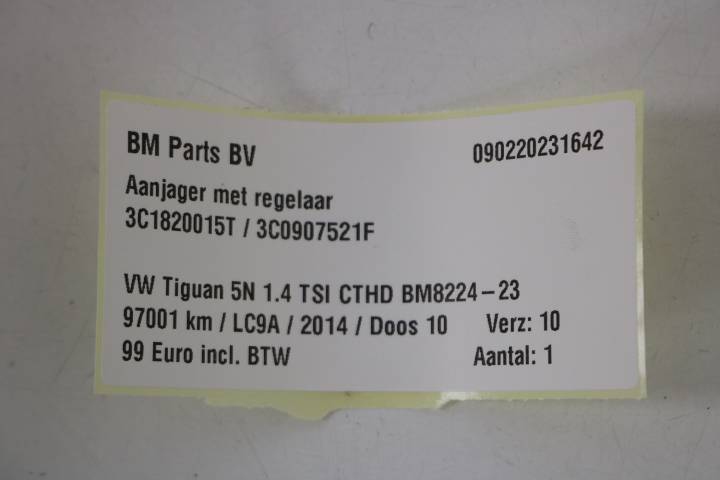 BM Parts BV 090220231642
Aanjager met regelaar
3C1820015T / 3C0907521F
VW Tiguan 5N 1.4 TSI CTHD BM8224-23
97001 km / LC9A / 2014 / Doos 10 Verz: 10
99 Euro incl. BTW Aantal: 1